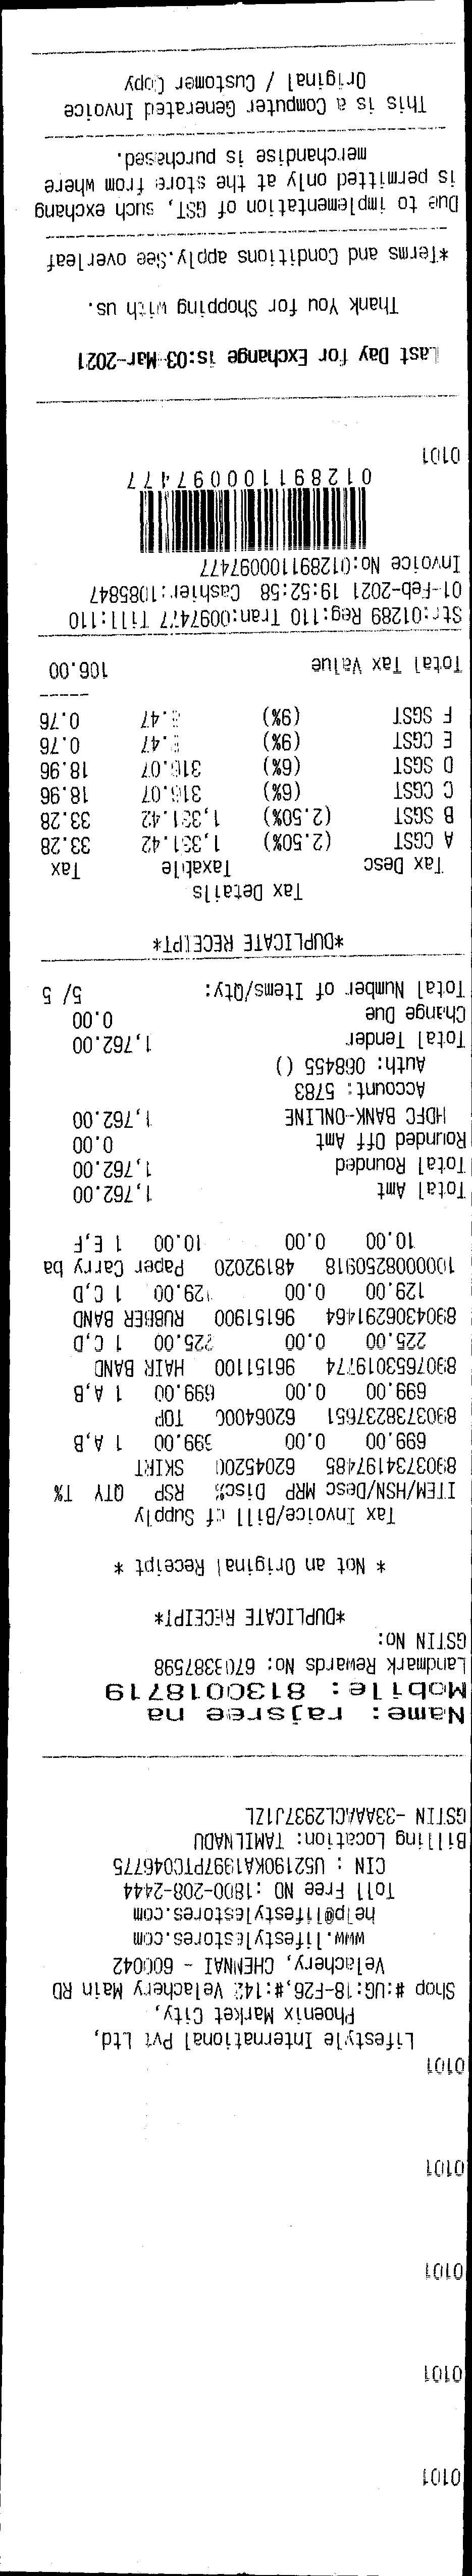 0101
0101
0101
0101
0101
Lifestyle International Pvt Ltd,
Phoenix Market City,
Shop #:UG:18-F26,#:142 Velachery Main RD
Velachery, CHENNAI - 600042
www.lifestylestores.com
help@lifestylestores.com
Toll Free NO :1800-208-2444
CIN : U52190KA1997PTC046775
Billing Location: TAMILNADU
GSTIN -33AAACL2937J1ZL
Name: rajsree na
Mobile: 8130018719
Landmark Rewards No: 6703387598
GSTIN No:
*DUPLICATE RECEIPT*
* Not an Original Receipt *
Tax Invoice/Bill of Supply
ITEM/HSN/Desc MRP Disc% RSP QTY T%
8903734197485 62045200 SKIRT
699.00 0.00 399.00 1 A,B
8903738237651 62064000 TOP
699.00 0.00 699.00 1 A,B
8907653019774 96151100 HAIR BAND
225.00 0.00 225.00 1 C,D
8904306291464 96151900 RUBBER BAND
129.00 0.00 129.00 1 C,D
1000008250918 48192020 Paper Carry ba
10.00 0.00 10.00 1 E,F
Total Amt 1,762.00
Total Rounded 1,762.00
Rounded Off Amt 0.00
HDFC BANK-ONLINE 1,762.00
Account: 5783
Auth: 068455 ()
Total Tender 1,762.00
Change Due 0.00
Total Number of Items/Qty: 5/ 5
*DUPLICATE RECEIPT*
Tax Details
Tax Desc Taxable Tax
A CGST (2.50%) 1,331.42 33.28
B SGST (2.50%) 1,331.42 33.28
C CGST (6%) 316.07 18.96
D SGST (6%) 316.07 18.96
E CGST (9%) 8.47 0.76
F SGST (9%) 8.47 0.76
Total Tax Value 106.00
Str:01289 Reg:110 Tran:0097477 Till:110
01-Feb-2021 19:52:58 Cashier:1085847
Invoice No:012891100097477
012891100097477
0101
Last Day for Exchange is:03-Mar-2021
Thank You for Shopping with us.
*Terms and Conditions apply.See overleaf
Due to implementation of GST, such exchang
is permitted only at the store from where
merchandise is purchased.
This is a Computer Generated Invoice
Original / Customer Copy